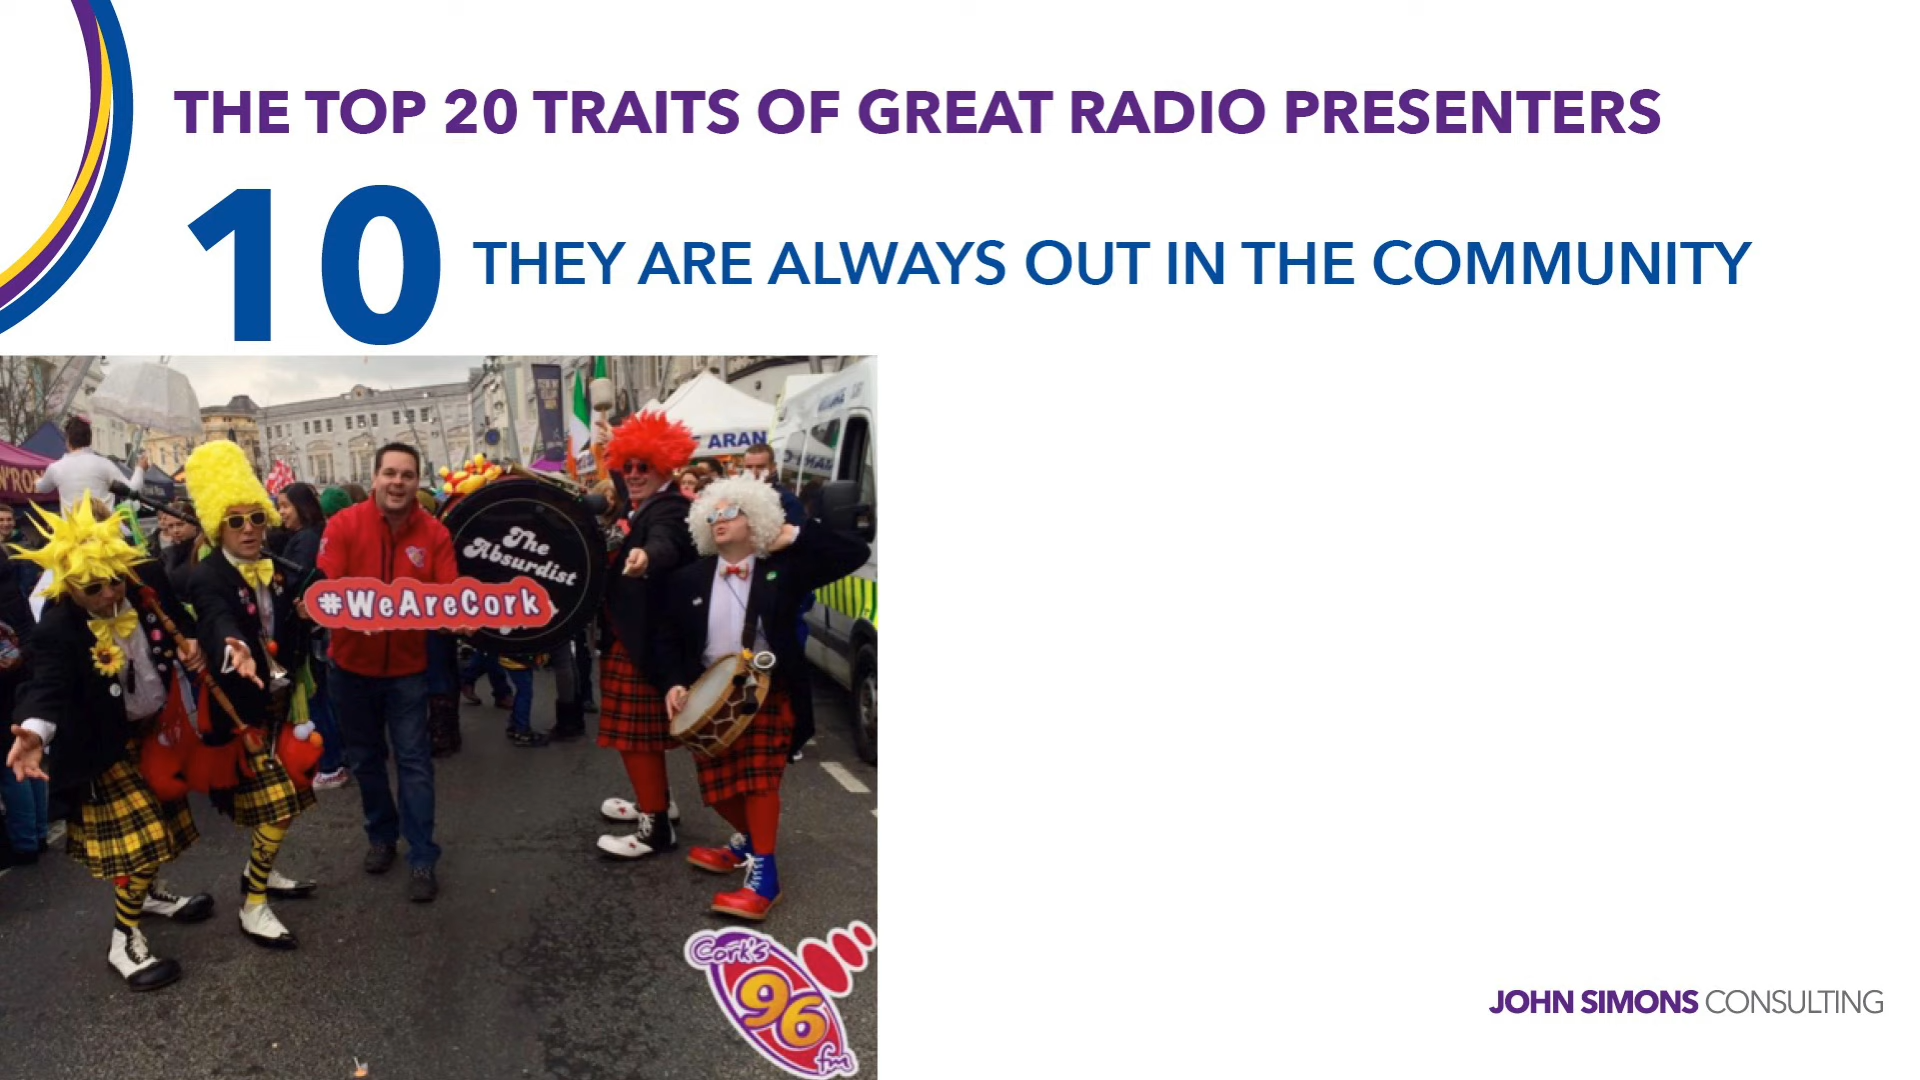 THE TOP 20 TRAITS OF GREAT RADIO PRESENTERS
10 THEY ARE ALWAYS OUT IN THE COMMUNITY
ARAN
The
Absurdist
#WeAreCork
Cork's
96
fm
JOHN SIMONS CONSULTING